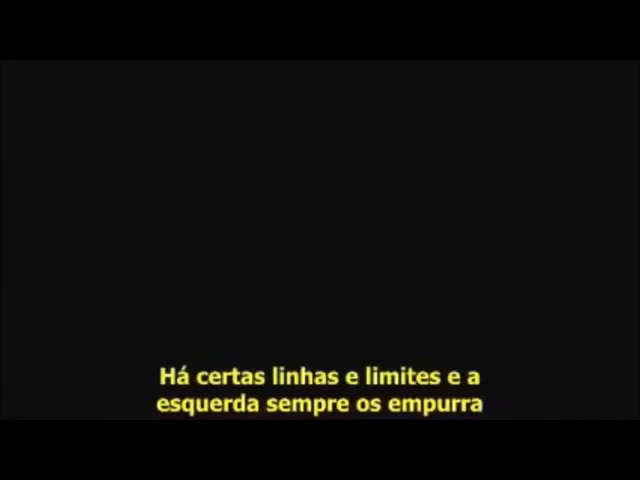 Há certas linhas e limites e a
esquerda sempre os empurra